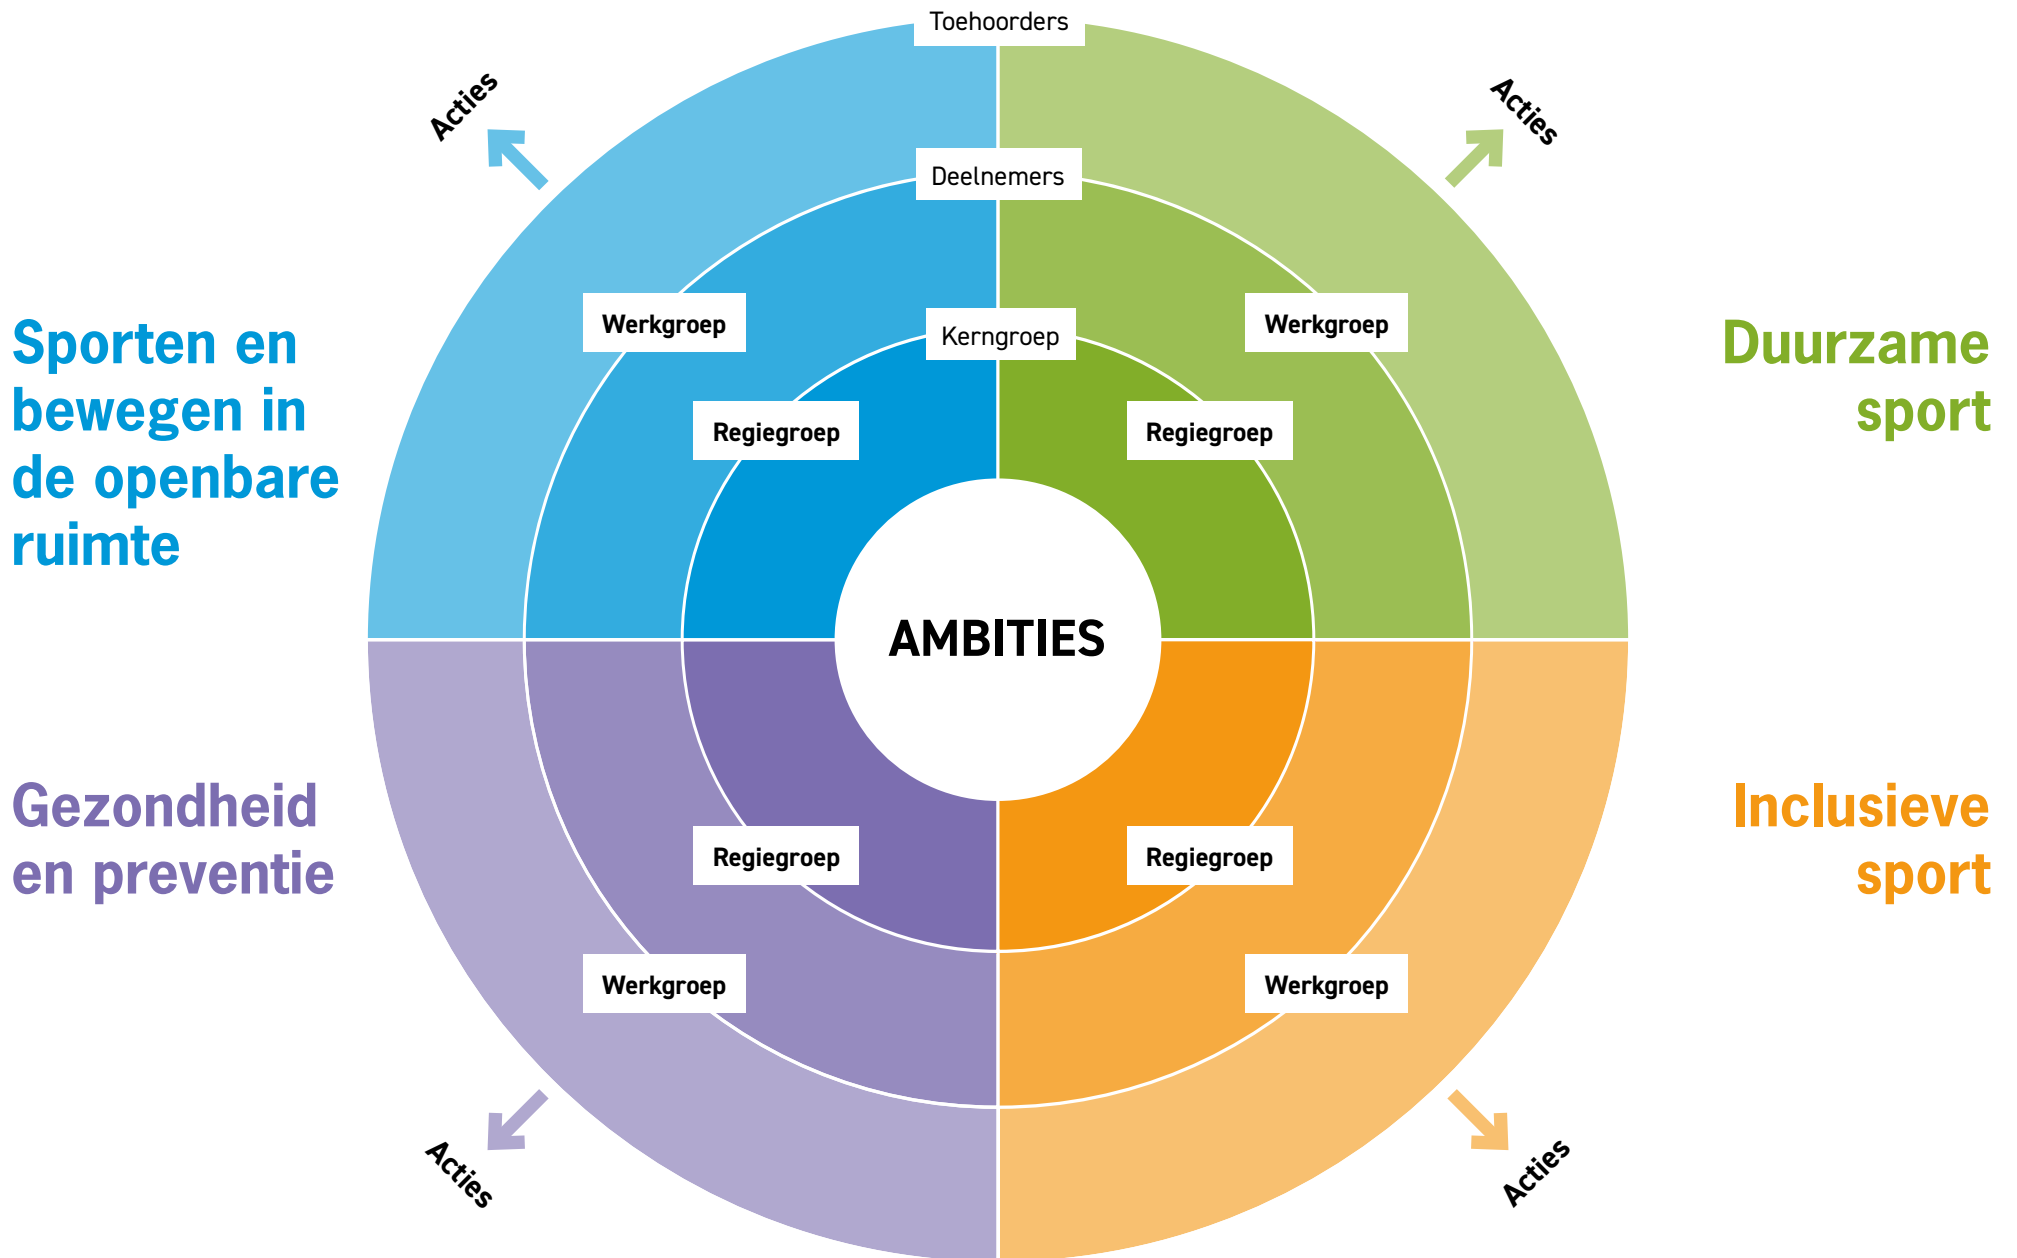 Toehoorders
Acties
Acties
Deelnemers
Werkgroep
Kerngroep
Werkgroep
Sporten en
bewegen in
de openbare
ruimte
Duurzame
sport
Regiegroep
Regiegroep
AMBITIES
Gezondheid
en preventie
Inclusieve
sport
Regiegroep
Regiegroep
Werkgroep
Werkgroep
Acties
Acties